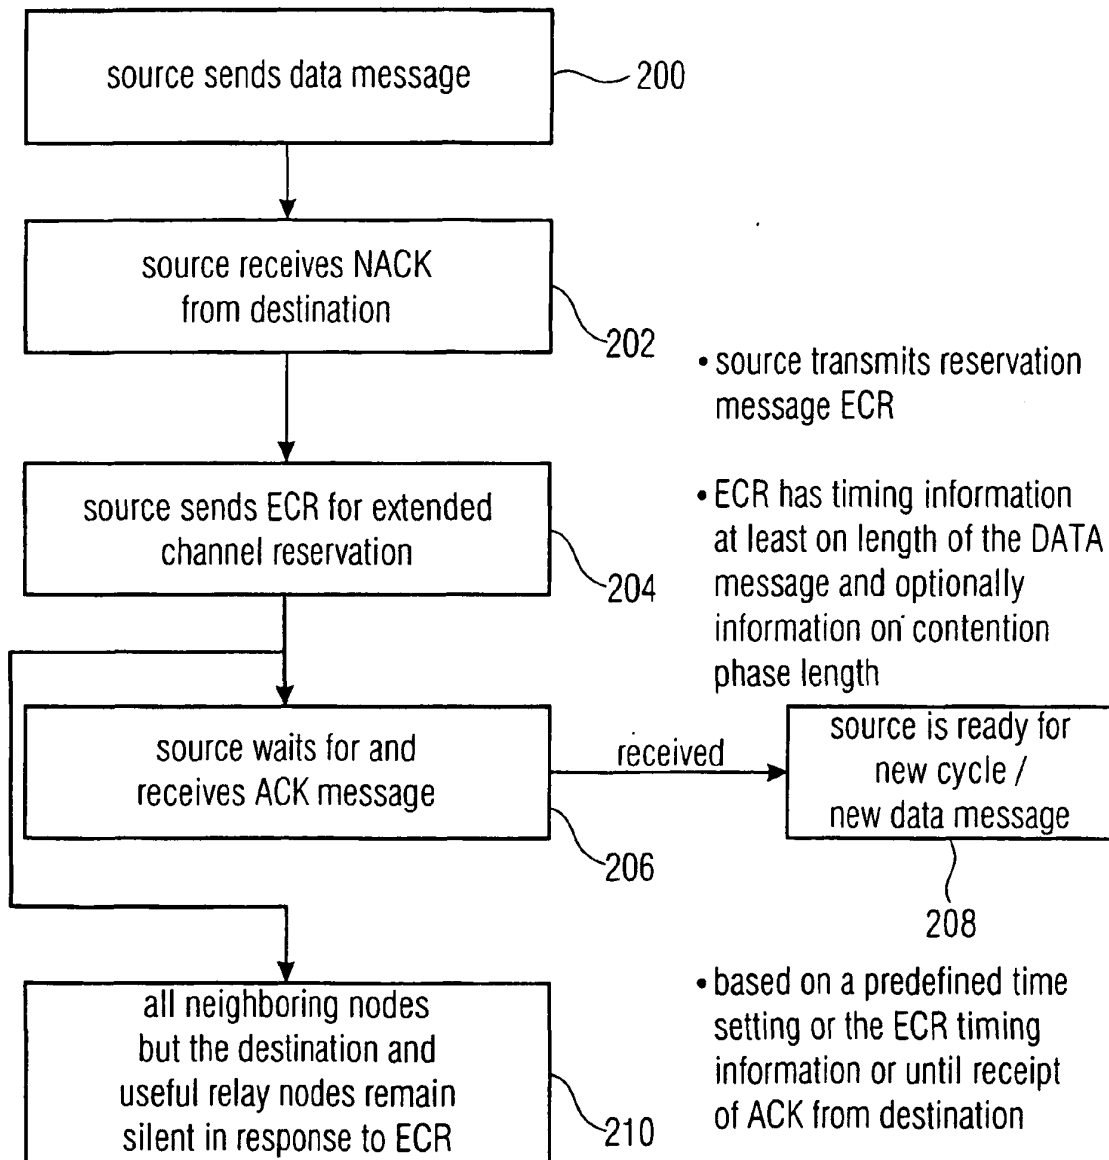 source sends data message
200
source receives NACK
from destination
202
• source transmits reservation
message ECR
source sends ECR for extended
channel reservation
204
• ECR has timing information
at least on length of the DATA
message and optionally
information on contention
phase length
source waits for and
receives ACK message
206
received
source is ready for
new cycle /
new data message
208
all neighboring nodes
but the destination and
useful relay nodes remain
silent in response to ECR
210
• based on a predefined time
setting or the ECR timing
information or until receipt
of ACK from destination